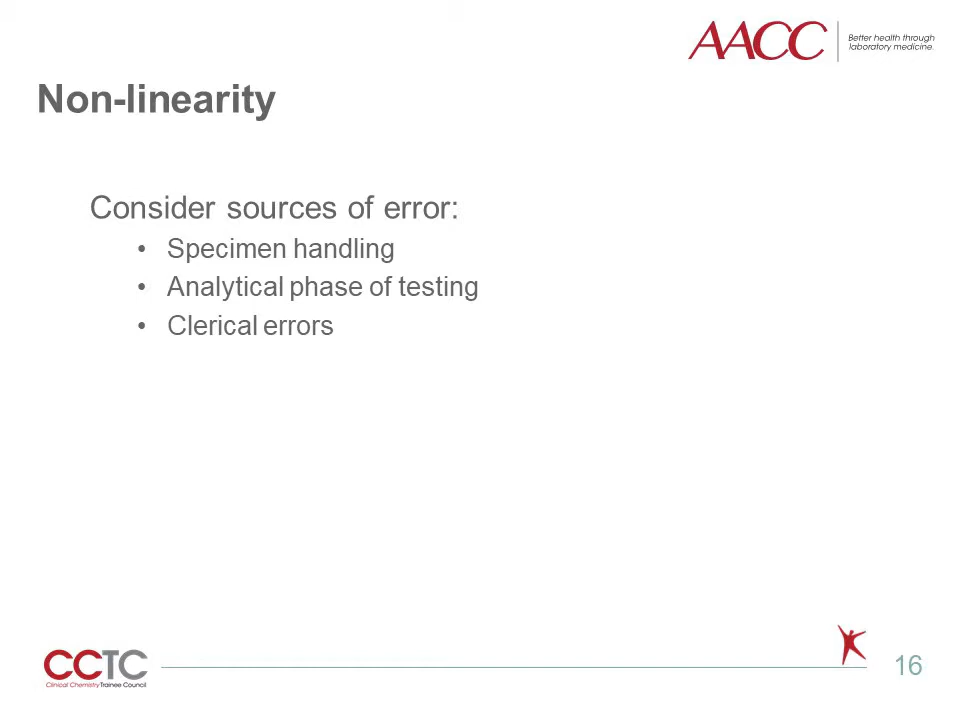 AACC
Better health through
laboratory medicine.
Non-linearity
Consider sources of error:
• Specimen handling
• Analytical phase of testing
• Clerical errors
CCTC
Clinical Chemistry Trainee Council
16